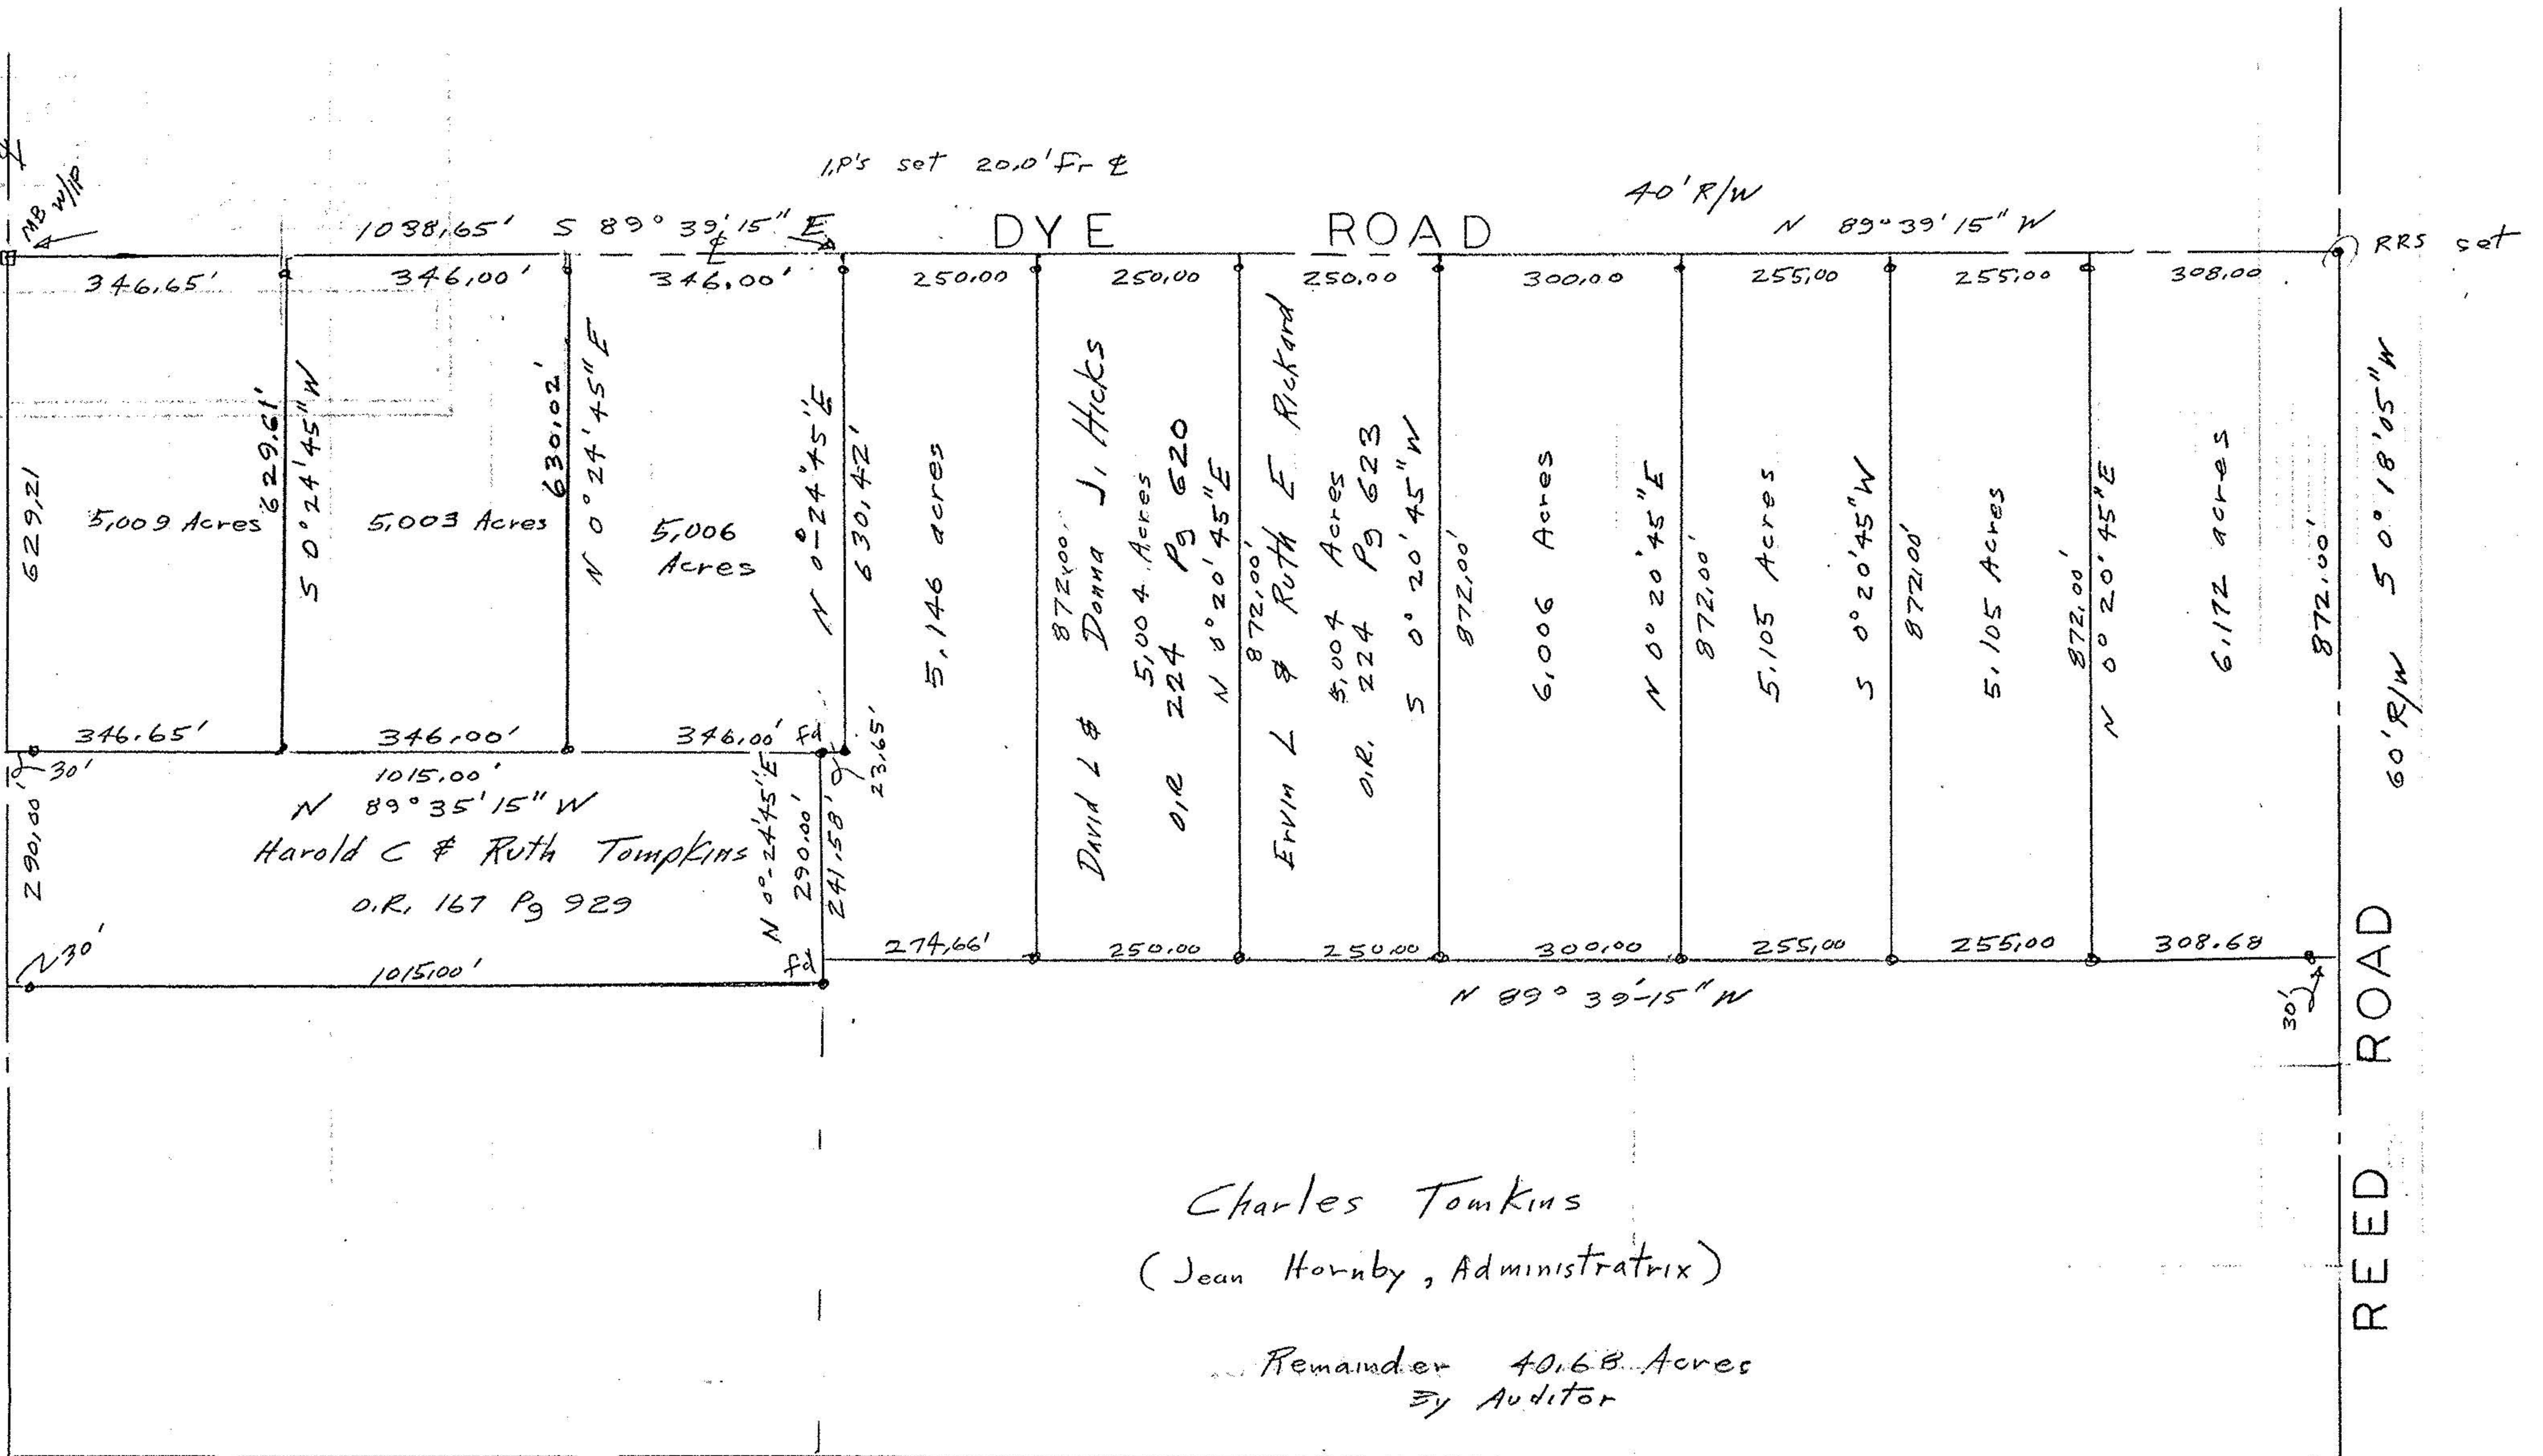 I.P's set 20.0' fr ℄
40' R/W
MB W/IP
1038.65' S 89° 39' 15" E
DYE ROAD
N 89° 39' 15" W
RRS set
℄
346.65'
346.00'
346.00'
250.00
250.00
250.00
300.00
255.00
255.00
308.00
629.21
5.009 Acres
629.61'
S 0° 24' 45" W
5.003 Acres
630.02'
N 0° 24' 45" E
5.006
Acres
N 0°-24' 45" E
630.42'
5.146 acres
872.00'
David L & Donna J. Hicks
5.004 Acres
O.R 224 Pg 620
N 0° 20' 45" E
872.00'
Ervin L & Ruth E Rickard
5.004 Acres
O.R. 224 Pg 623
S 0° 20' 45" W
872.00'
6.006 Acres
N 0° 20' 45" E
872.00'
5.105 Acres
S 0° 20' 45" W
872.00'
5.105 Acres
872.00'
N 0° 20' 45" E
6.172 acres
872.00'
60' R/W S 0° 18' 05" W
346.65'
346.00'
346.00'
fd
23.65'
30'
1015.00'
N 89° 35' 15" W
290.00'
Harold C & Ruth Tompkins
O.R. 167 Pg 929
N 0°-24' 45" E
290.00'
241.58'
30'
1015.00'
fd
274.66'
250.00
250.00
300.00
255.00
255.00
308.68
N 89° 39'-15" W
30'
REED ROAD
Charles Tomkins
(Jean Hornby, Administratrix)
Remainder 40.68 Acres
By Auditor